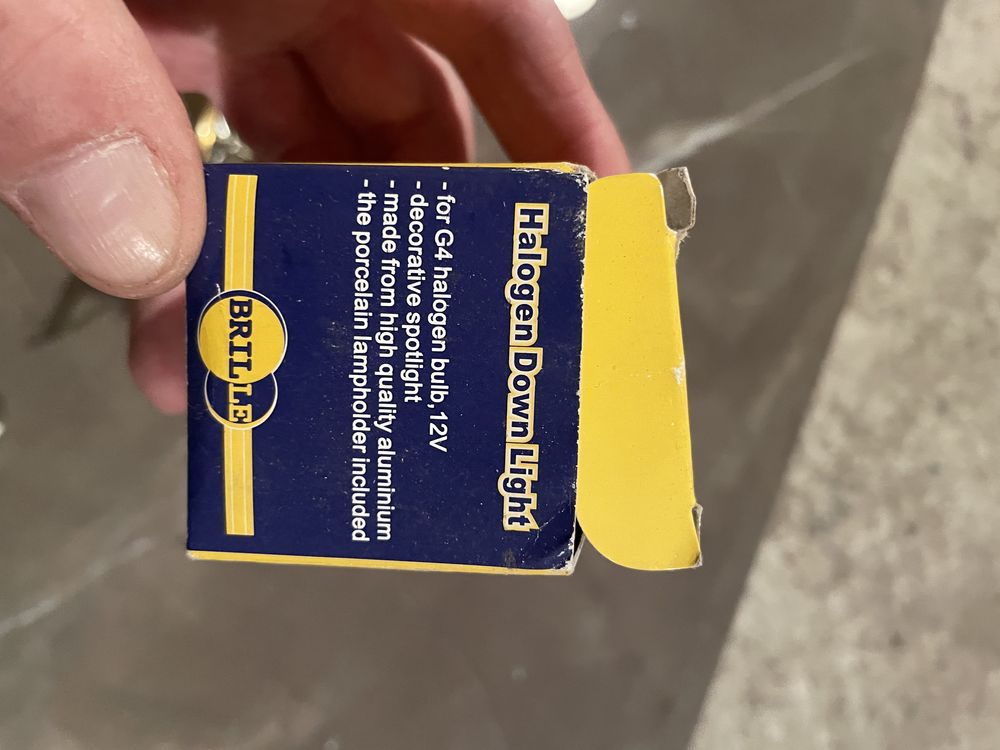 Halogen Down Light
- for G4 halogen bulb, 12V
- decorative spotlight
- made from high quality aluminium
- the porcelain lampholder included
BRILLE